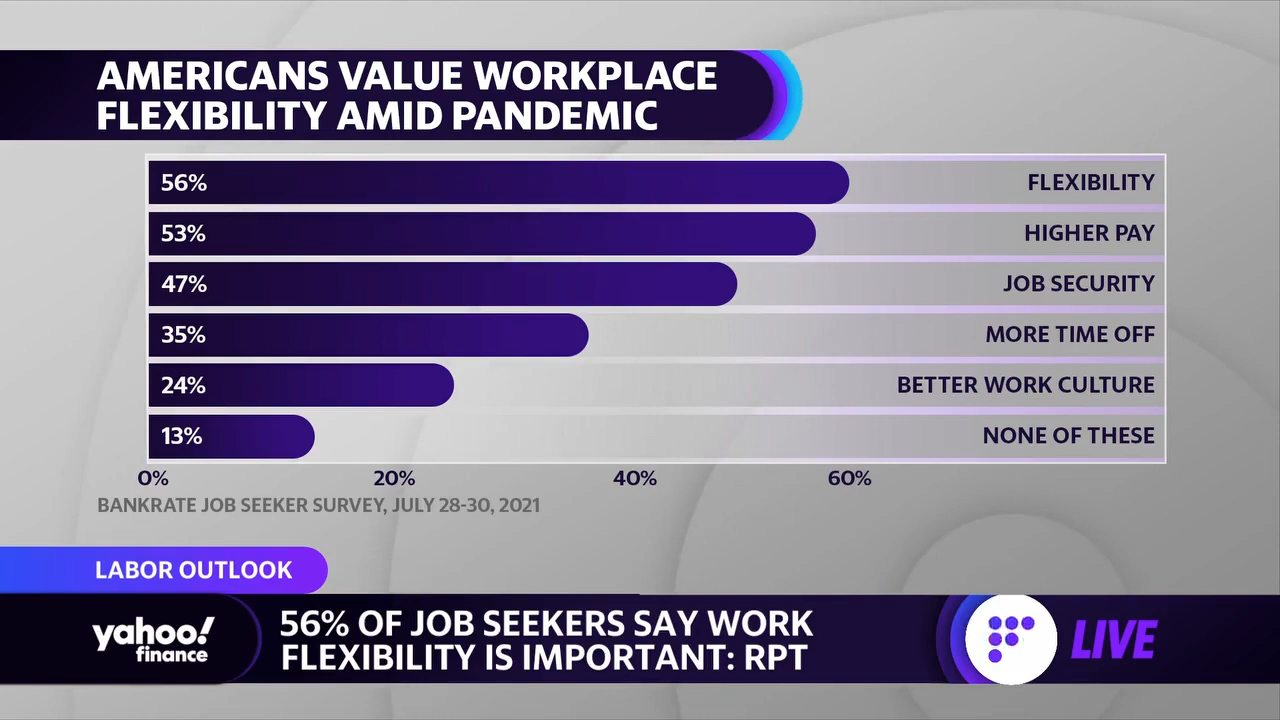 AMERICANS VALUE WORKPLACE
FLEXIBILITY AMID PANDEMIC
56% FLEXIBILITY
53% HIGHER PAY
47% JOB SECURITY
35% MORE TIME OFF
24% BETTER WORK CULTURE
13% NONE OF THESE
0% 20% 40% 60%
BANKRATE JOB SEEKER SURVEY, JULY 28-30, 2021
LABOR OUTLOOK
yahoo!
finance
56% OF JOB SEEKERS SAY WORK
FLEXIBILITY IS IMPORTANT: RPT
LIVE